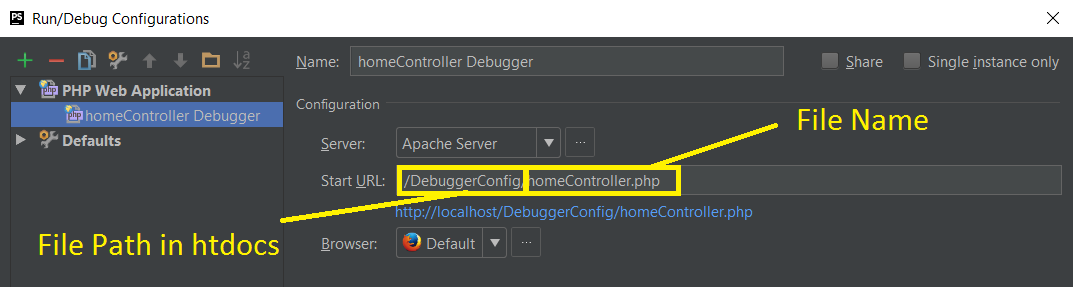 PS Run/Debug Configurations
Name: homeController Debugger Share Single instance only
PHP Web Application
homeController Debugger
Defaults
Configuration
File Name
Server: Apache Server ...
Start URL: /DebuggerConfig/homeController.php
http://localhost/DebuggerConfig/homeController.php
File Path in htdocs
Browser: Default ...